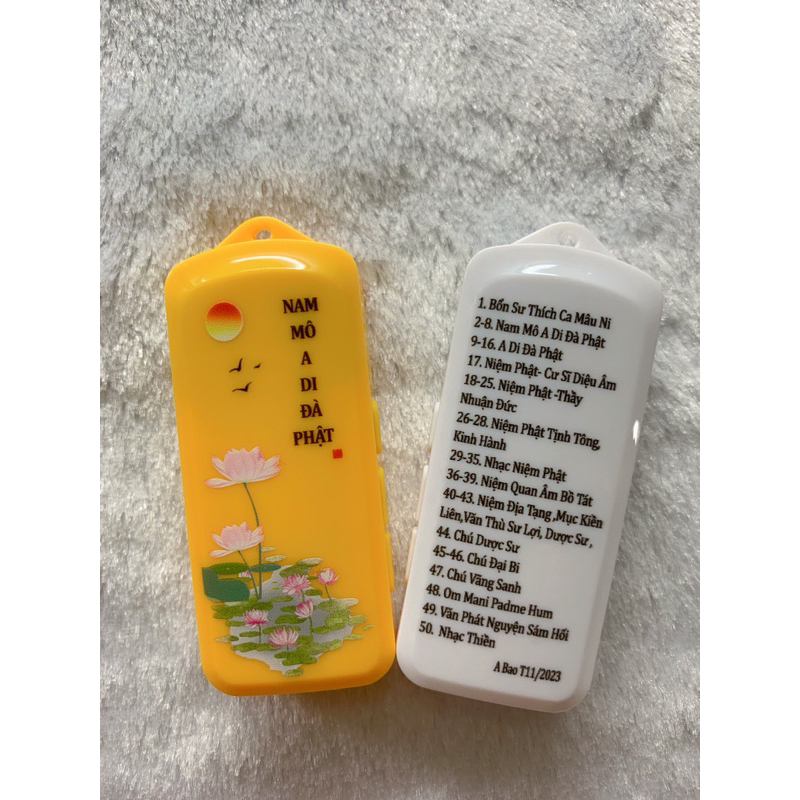 NAM
MÔ
A
DI
ĐÀ
PHẬT
1. Bổn Sư Thích Ca Mâu Ni
2-8. Nam Mô A Di Đà Phật
9-16. A Di Đà Phật
17. Niệm Phật- Cư Sĩ Diệu Âm
18-25. Niệm Phật -Thầy
Nhuận Đức
26-28. Niệm Phật Tịnh Tông,
Kinh Hành
29-35. Nhạc Niệm Phật
36-39. Niệm Quan Âm Bồ Tát
40-43. Niệm Địa Tạng ,Mục Kiền
Liên,Văn Thù Sư Lợi, Dược Sư ,
44. Chú Dược Sư
45-46. Chú Đại Bi
47. Chú Vãng Sanh
48. Om Mani Padme Hum
49. Văn Phát Nguyện Sám Hối
50. Nhạc Thiền
A Bao T11/2023